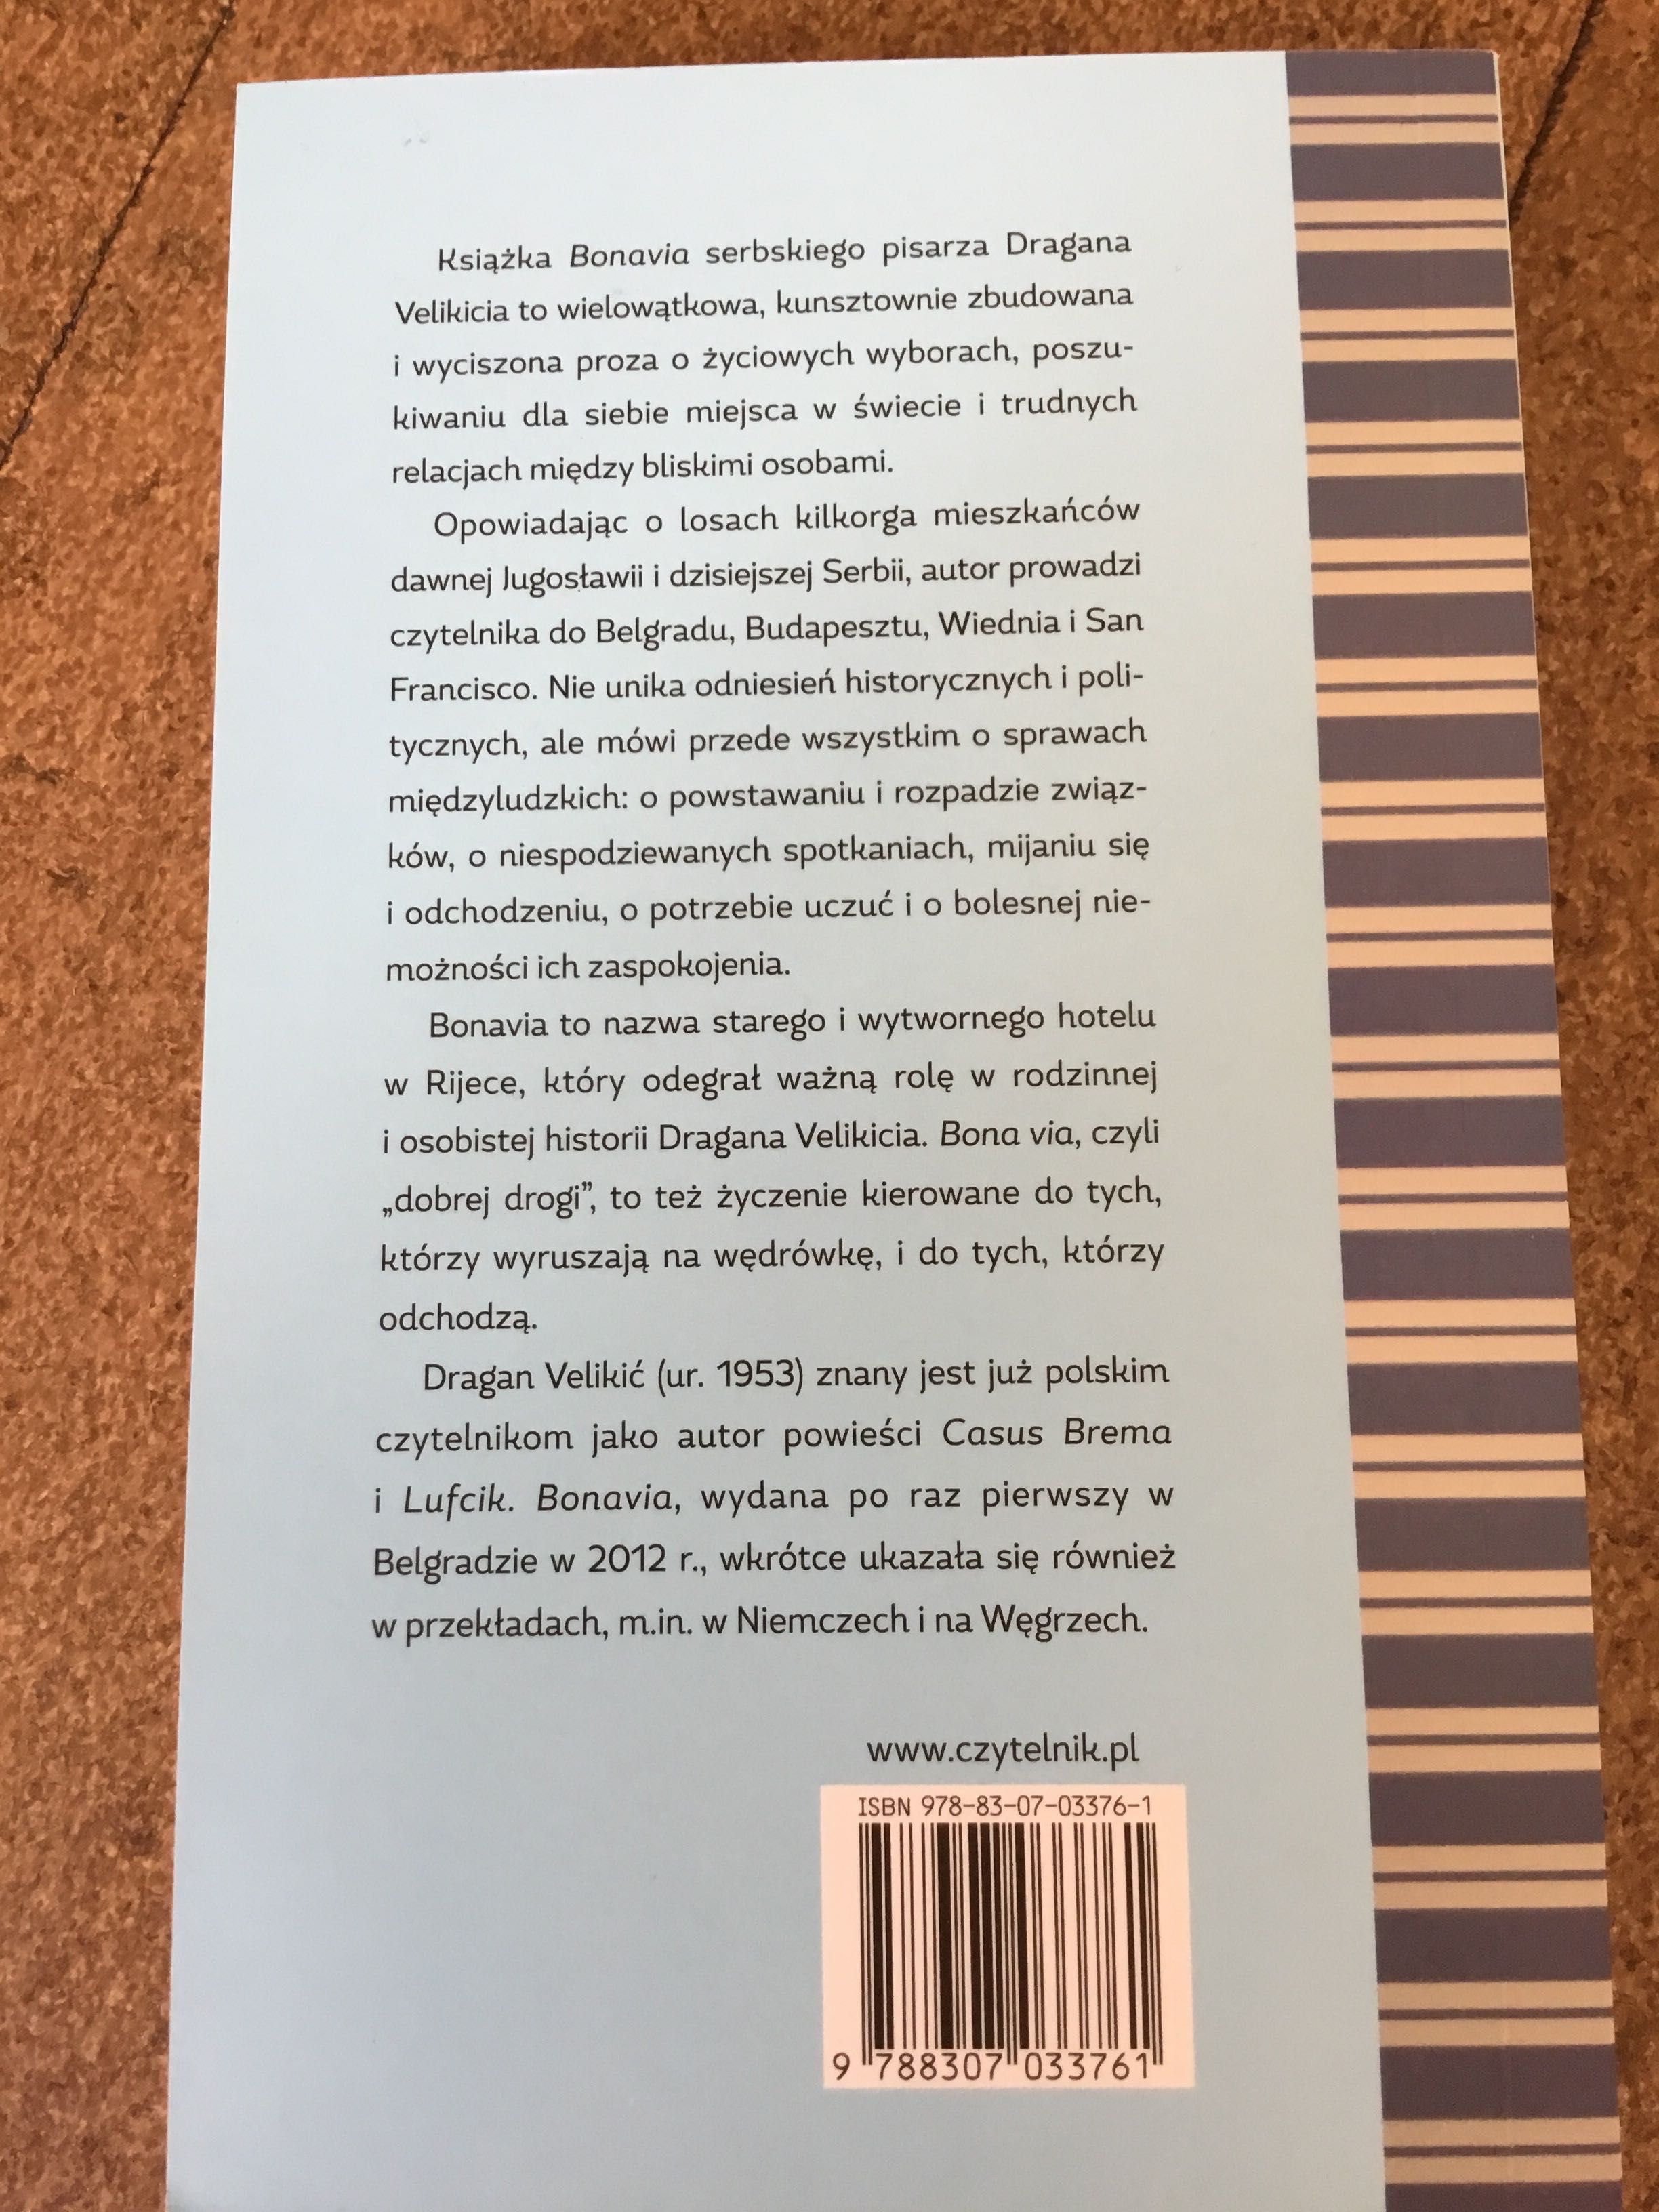 Książka Bonavia serbskiego pisarza Dragana
Velikicia to wielowątkowa, kunsztownie zbudowana
i wyciszona proza o życiowych wyborach, poszu-
kiwaniu dla siebie miejsca w świecie i trudnych
relacjach między bliskimi osobami.
Opowiadając o losach kilkorga mieszkańców
dawnej Jugosławii i dzisiejszej Serbii, autor prowadzi
czytelnika do Belgradu, Budapesztu, Wiednia i San
Francisco. Nie unika odniesień historycznych i poli-
tycznych, ale mówi przede wszystkim o sprawach
międzyludzkich: o powstawaniu i rozpadzie związ-
ków, o niespodziewanych spotkaniach, mijaniu się
i odchodzeniu, o potrzebie uczuć i o bolesnej nie-
możności ich zaspokojenia.
Bonavia to nazwa starego i wytwornego hotelu
w Rijece, który odegrał ważną rolę w rodzinnej
i osobistej historii Dragana Velikicia. Bona via, czyli
„dobrej drogi”, to też życzenie kierowane do tych,
którzy wyruszają na wędrówkę, i do tych, którzy
odchodzą.
Dragan Velikić (ur. 1953) znany jest już polskim
czytelnikom jako autor powieści Casus Brema
i Lufcik. Bonavia, wydana po raz pierwszy w
Belgradzie w 2012 r., wkrótce ukazała się również
w przekładach, m.in. w Niemczech i na Węgrzech.
www.czytelnik.pl
ISBN 978-83-07-03376-1
9 788307 033761